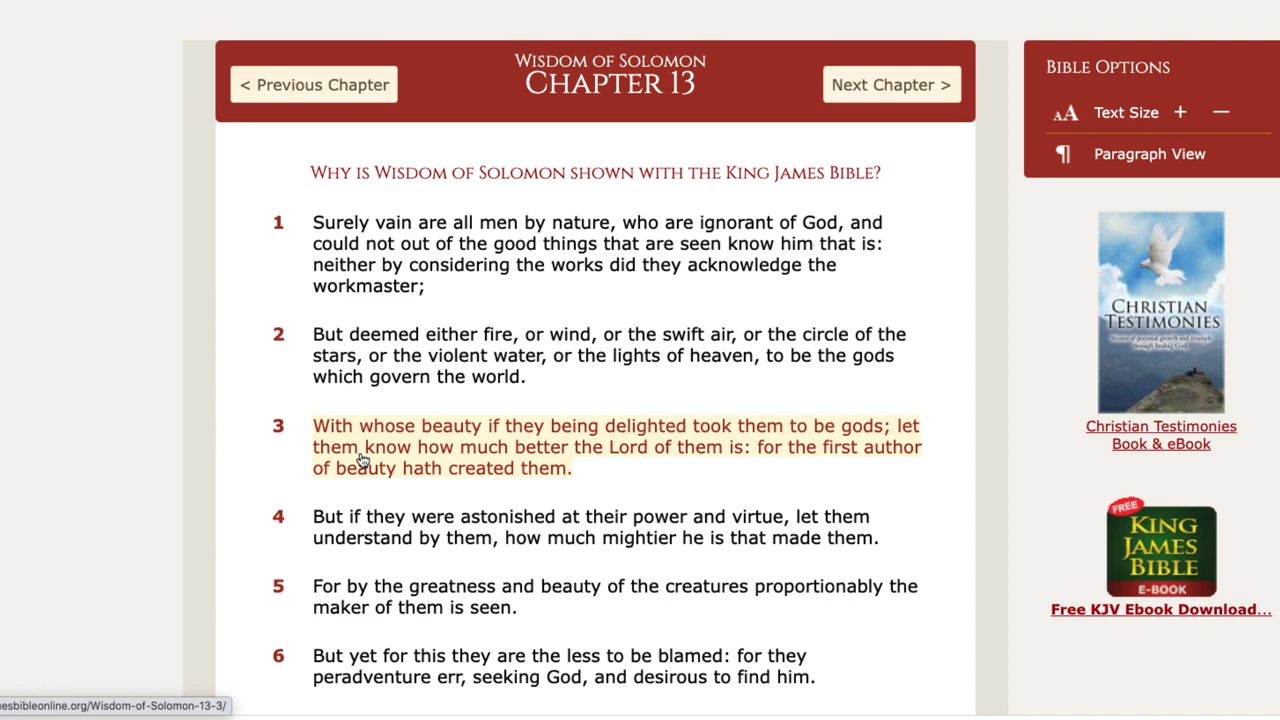 WISDOM OF SOLOMON
CHAPTER 13
< Previous Chapter
Next Chapter >
WHY IS WISDOM OF SOLOMON SHOWN WITH THE KING JAMES BIBLE?
1 Surely vain are all men by nature, who are ignorant of God, and
could not out of the good things that are seen know him that is:
neither by considering the works did they acknowledge the
workmaster;
2 But deemed either fire, or wind, or the swift air, or the circle of the
stars, or the violent water, or the lights of heaven, to be the gods
which govern the world.
3 With whose beauty if they being delighted took them to be gods; let
them know how much better the Lord of them is: for the first author
of beauty hath created them.
4 But if they were astonished at their power and virtue, let them
understand by them, how much mightier he is that made them.
5 For by the greatness and beauty of the creatures proportionably the
maker of them is seen.
6 But yet for this they are the less to be blamed: for they
peradventure err, seeking God, and desirous to find him.
BIBLE OPTIONS
AA Text Size + —
¶ Paragraph View
CHRISTIAN
TESTIMONIES
Stories of personal growth and triumph
through finding God.
Christian Testimonies
Book & eBook
FREE
KING
JAMES
BIBLE
E-BOOK
Free KJV Ebook Download...
nesbibleonline.org/Wisdom-of-Solomon-13-3/